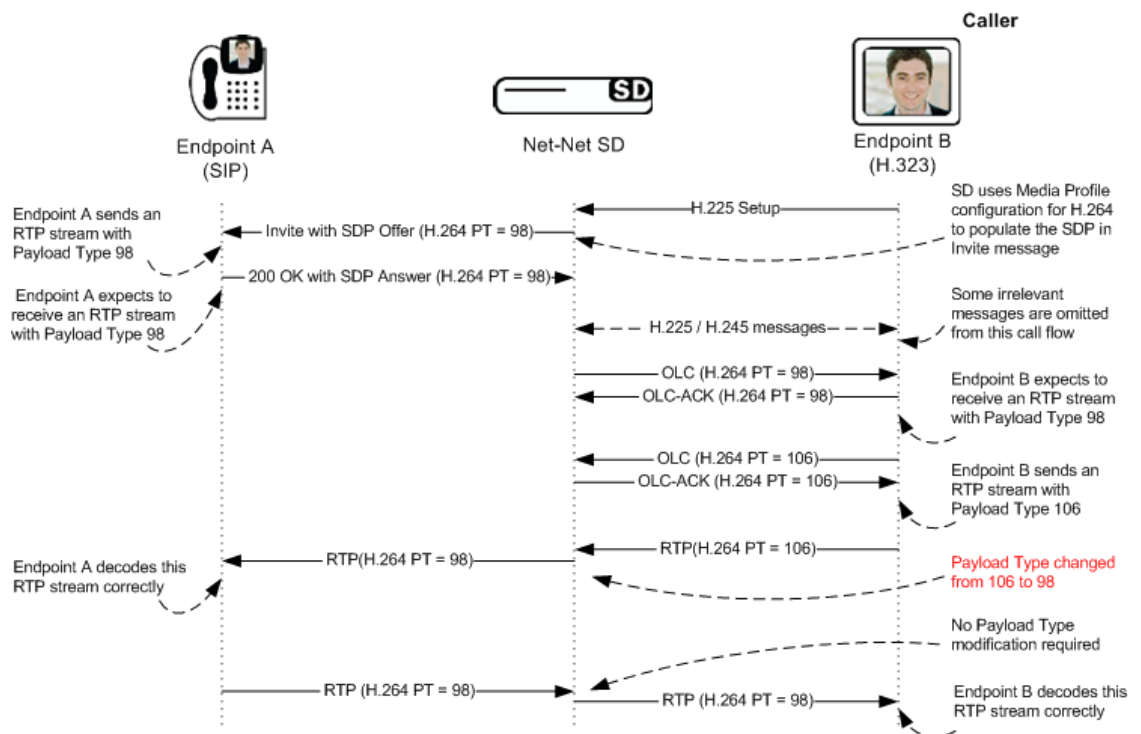 Caller
SD
Endpoint A
(SIP)
Net-Net SD
Endpoint B
(H.323)
Endpoint A sends an
RTP stream with
Payload Type 98
H.225 Setup
SD uses Media Profile
configuration for H.264
to populate the SDP in
Invite message
Invite with SDP Offer (H.264 PT = 98)
200 OK with SDP Answer (H.264 PT = 98)
Endpoint A expects to
receive an RTP stream
with Payload Type 98
Some irrelevant
messages are omitted
from this call flow
H.225 / H.245 messages
OLC (H.264 PT = 98)
OLC-ACK (H.264 PT = 98)
Endpoint B expects to
receive an RTP stream
with Payload Type 98
OLC (H.264 PT = 106)
OLC-ACK (H.264 PT = 106)
Endpoint B sends an
RTP stream with
Payload Type 106
RTP(H.264 PT = 106)
RTP(H.264 PT = 98)
Endpoint A decodes this
RTP stream correctly
Payload Type changed
from 106 to 98
No Payload Type
modification required
RTP (H.264 PT = 98)
RTP (H.264 PT = 98)
Endpoint B decodes this
RTP stream correctly